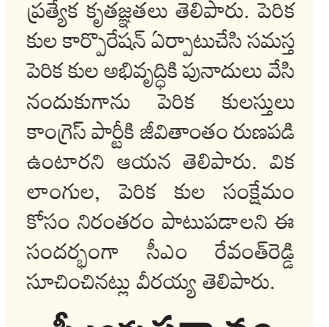 ప్రత్యేక కృతజ్ఞతలు తెలిపారు. పెరిక
కుల కార్పొరేషన్ ఏర్పాటుచేసి సమస్త
పెరిక కుల అభివృద్ధికి పునాదులు వేసి
నందుకుగాను పెరిక కులస్తులు
కాంగ్రెస్ పార్టీకి జీవితాంతం రుణపడి
ఉంటారని ఆయన తెలిపారు. విక
లాంగుల, పెరిక కుల సంక్షేమం
కోసం నిరంతరం పాటుపడాలని ఈ
సందర్భంగా సీఎం రేవంత్‌రెడ్డి
సూచించినట్లు వీరయ్య తెలిపారు.